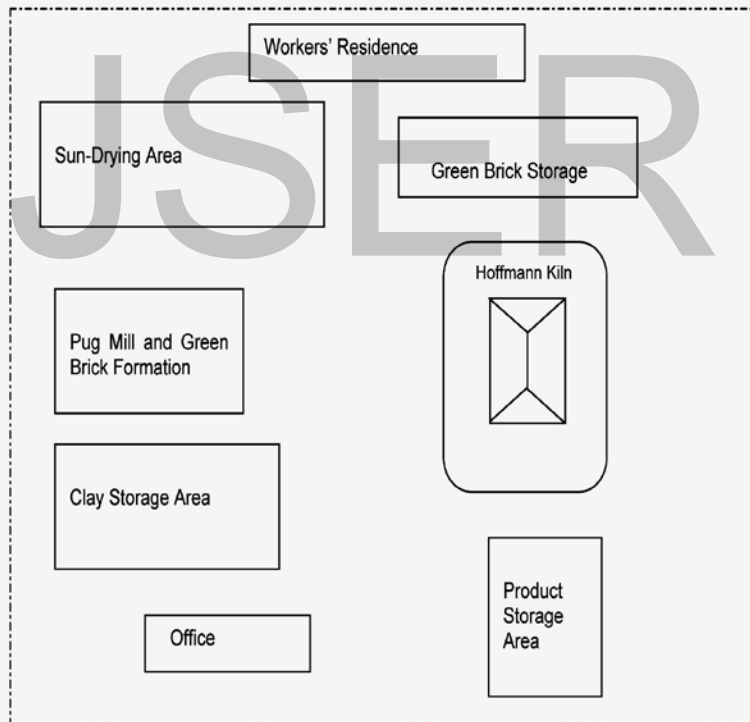 Workers' Residence
JSER
Sun-Drying Area
Green Brick Storage
Hoffmann Kiln
Pug Mill and Green
Brick Formation
Clay Storage Area
Product
Storage
Area
Office